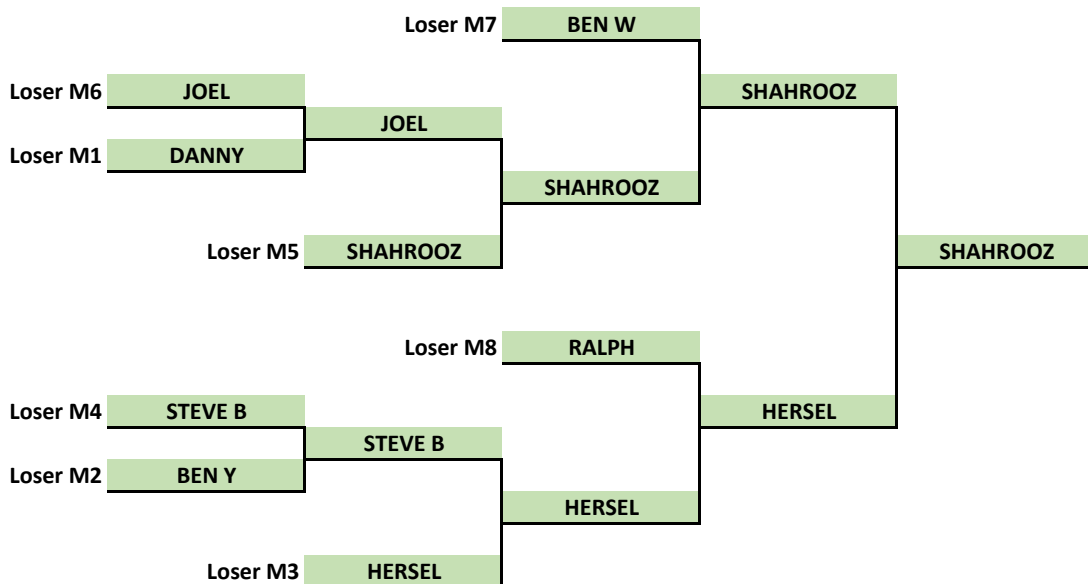 Loser M7 BEN W
Loser M6 JOEL SHAHROOZ
JOEL
Loser M1 DANNY
SHAHROOZ
Loser M5 SHAHROOZ SHAHROOZ
Loser M8 RALPH
Loser M4 STEVE B HERSEL
STEVE B
Loser M2 BEN Y
HERSEL
Loser M3 HERSEL